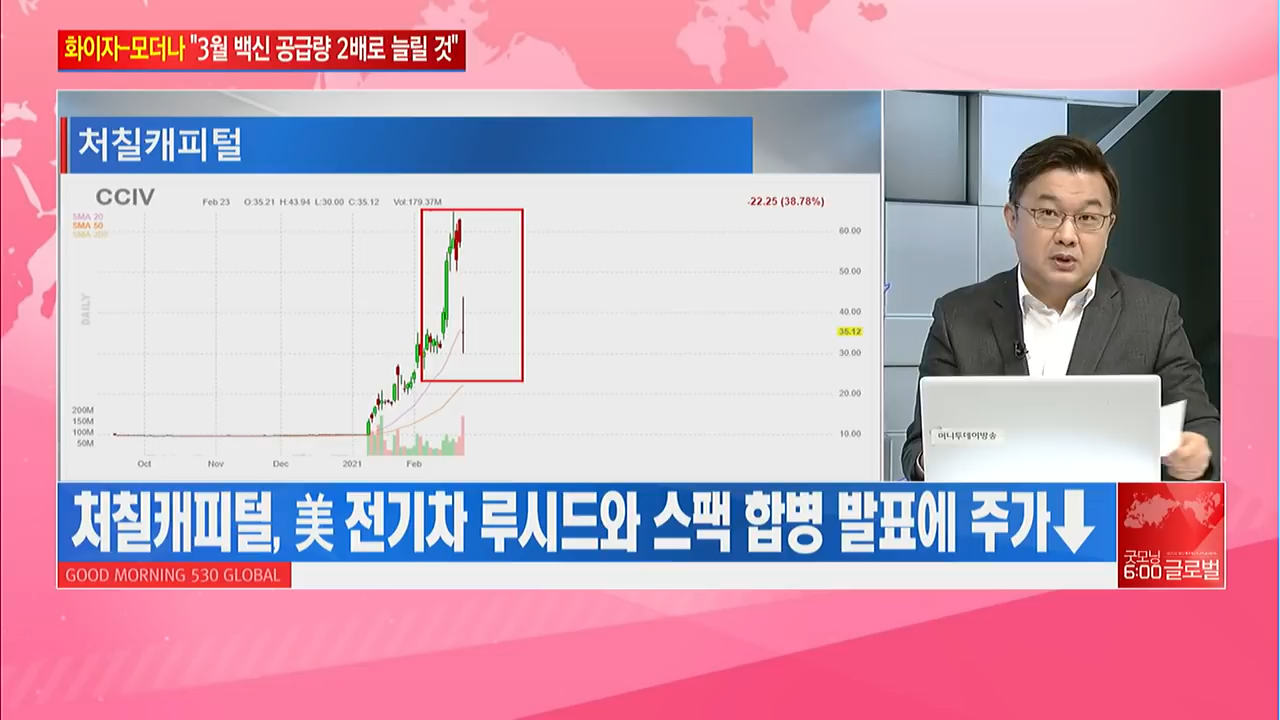 화이자-모더나 "3월 백신 공급량 2배로 늘릴 것"
처칠캐피털
CCIV
Feb 23 O:35.21 H:43.94 L:30.00 C:35.12 Vol:179.37M
-22.25 (38.78%)
SMA 20
SMA 50
SMA 200
DAILY
60.00
50.00
40.00
35.12
30.00
20.00
10.00
200M
150M
100M
50M
Oct Nov Dec 2021 Feb
머니투데이방송
처칠캐피털, 美 전기차 루시드와 스팩 합병 발표에 주가⬇
GOOD MORNING 530 GLOBAL
굿모닝
6:00 글로벌